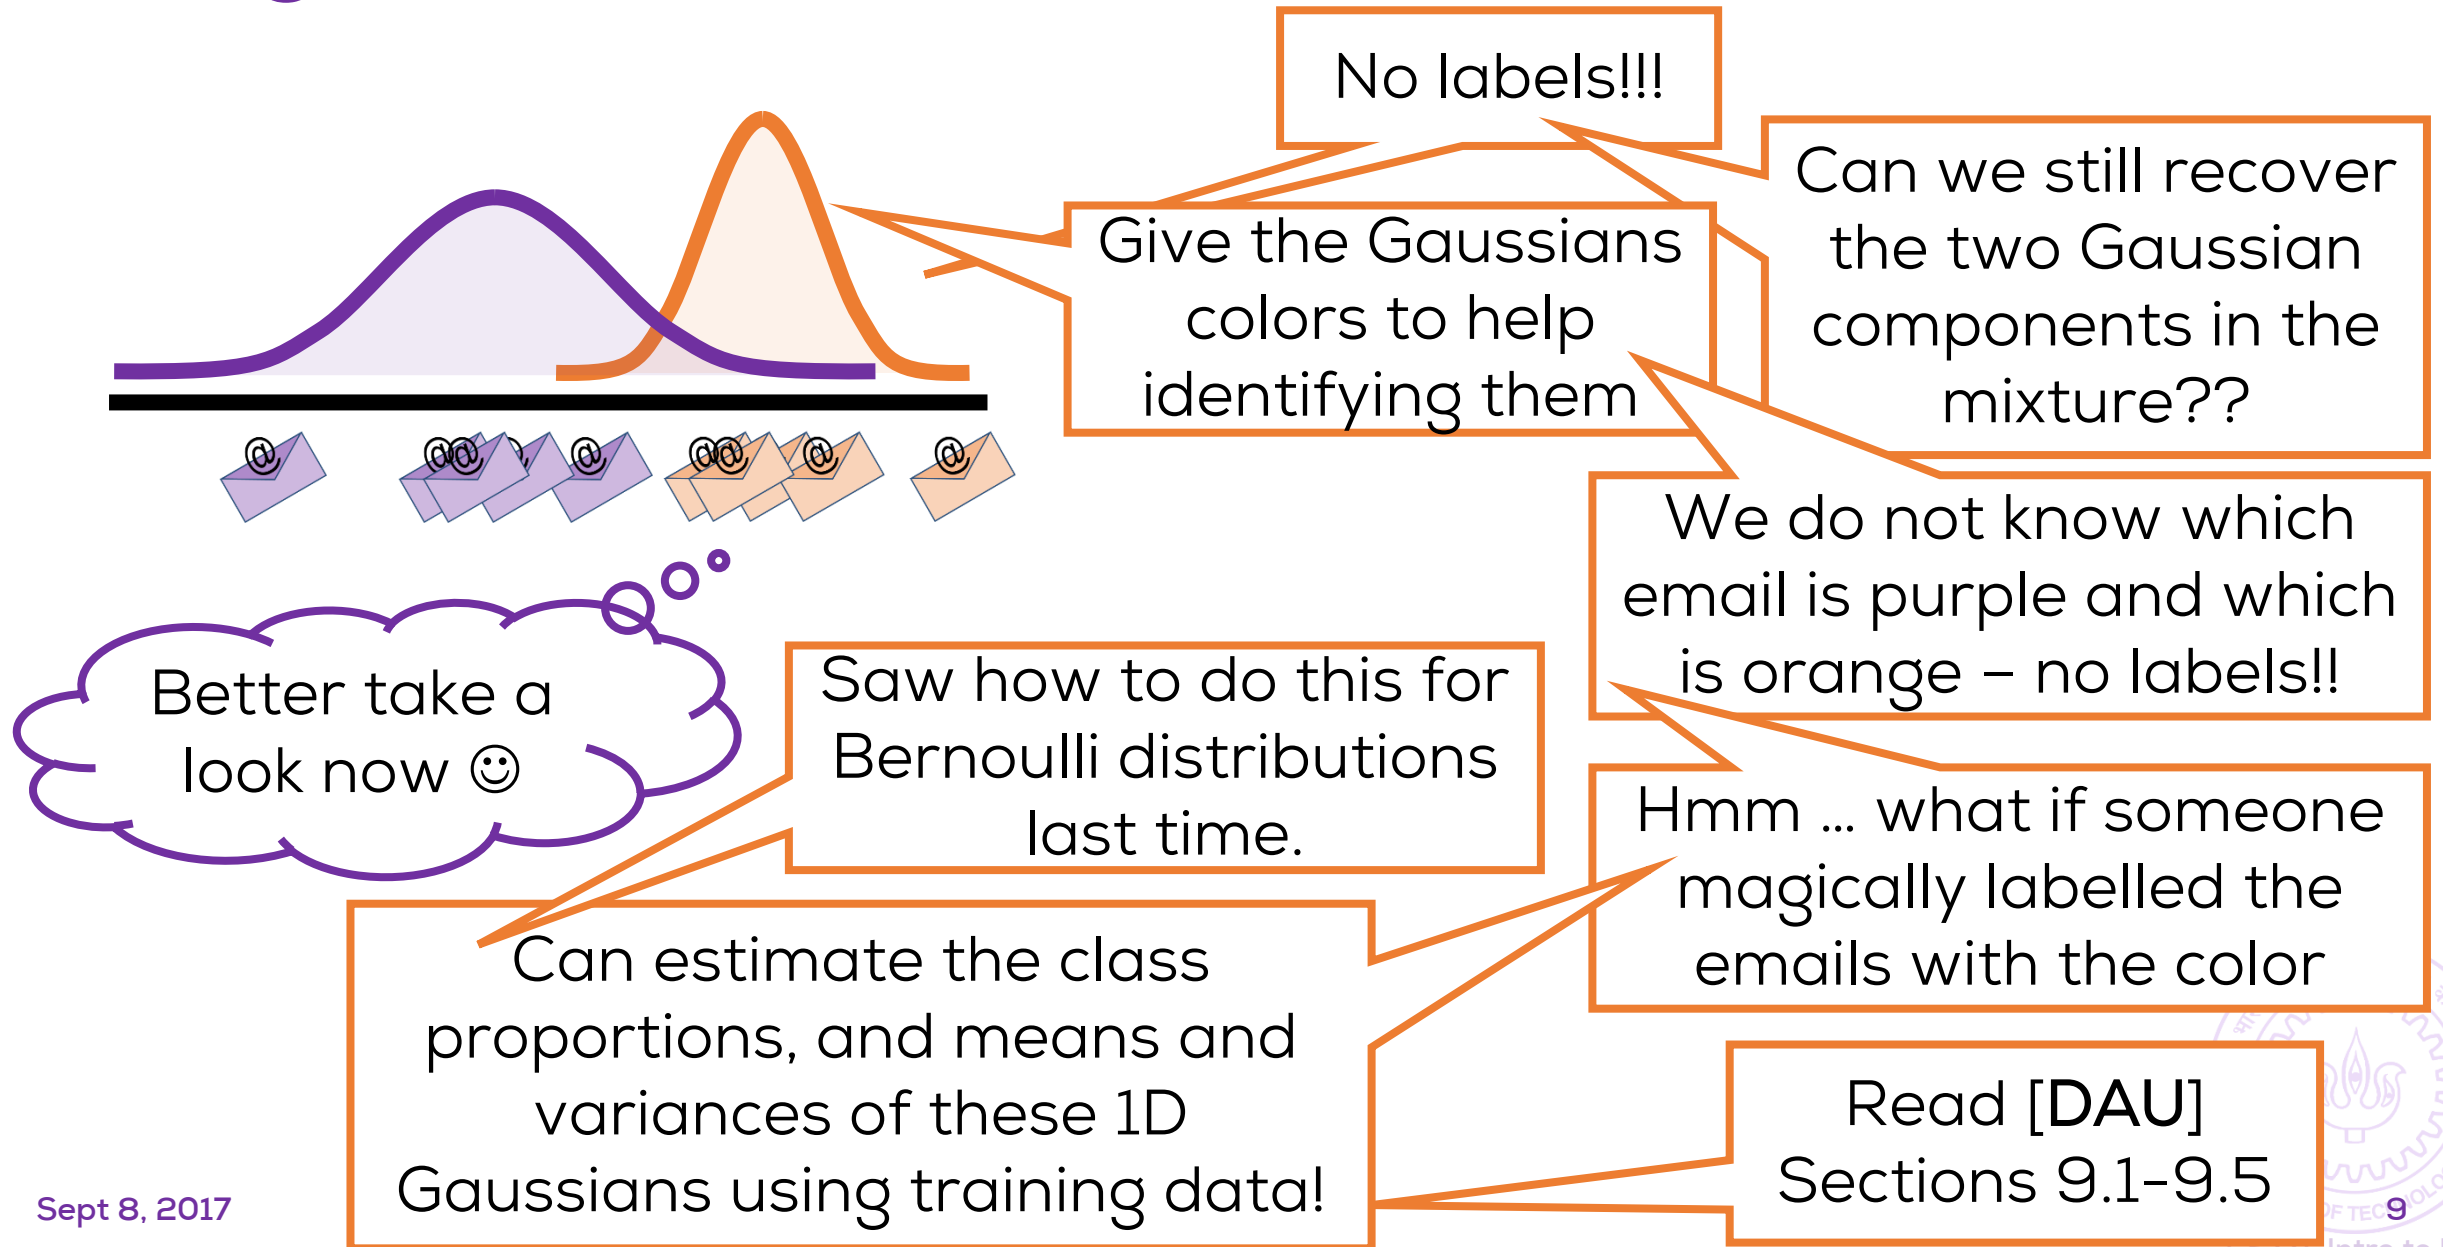 No labels!!!
Can we still recover
the two Gaussian
components in the
mixture??
Give the Gaussians
colors to help
identifying them
@ @@ @ @@ @ @
We do not know which
email is purple and which
is orange – no labels!!
Better take a
look now ☺
Saw how to do this for
Bernoulli distributions
last time.
Hmm ... what if someone
magically labelled the
emails with the color
Can estimate the class
proportions, and means and
variances of these 1D
Gaussians using training data!
Read [DAU]
Sections 9.1-9.5
Sept 8, 2017
9
OF TEC